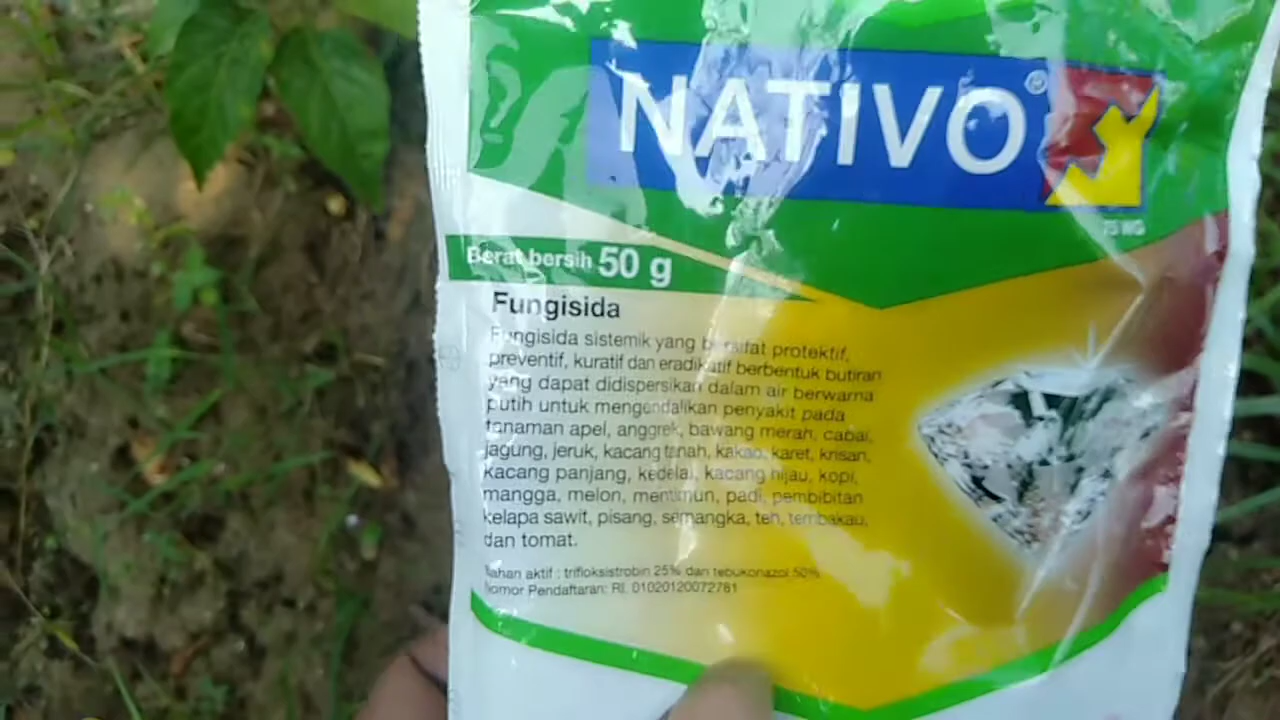 NATIVO®
75 WG
Berat bersih 50 g
Fungisida
Fungisida sistemik yang bersifat protektif,
preventif, kuratif dan eradikatif berbentuk butiran
yang dapat didispersikan dalam air berwarna
putih untuk mengendalikan penyakit pada
tanaman apel, anggrek, bawang merah, cabai,
jagung, jeruk, kacang tanah, kakao, karet, krisan,
kacang panjang, kedelai, kacang hijau, kopi,
mangga, melon, mentimun, padi, pembibitan
kelapa sawit, pisang, semangka, teh, tembakau,
dan tomat.
Bahan aktif : trifloksistrobin 25% dan tebukonazol 50%
Nomor Pendaftaran: RI. 01020120072781